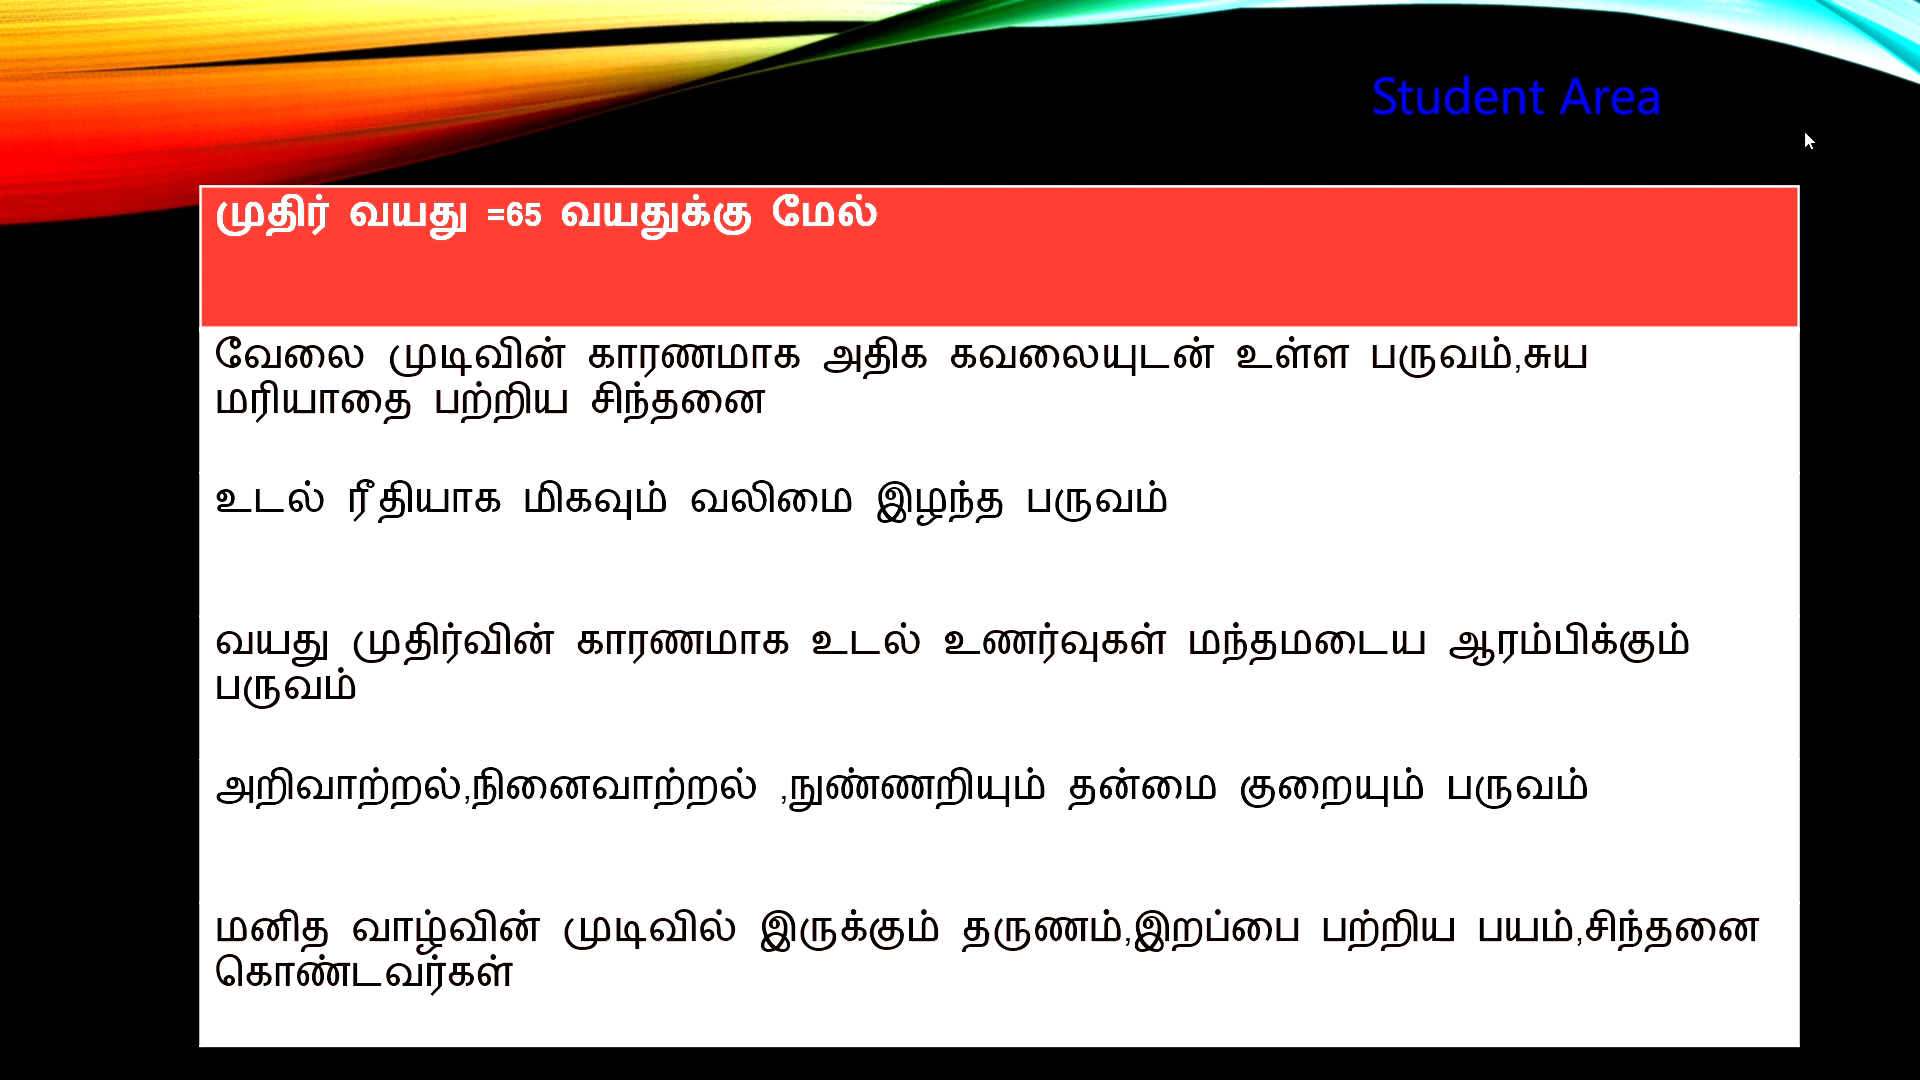 Student Area
முதிர் வயது =65 வயதுக்கு மேல்
வேலை முடிவின் காரணமாக அதிக கவலையுடன் உள்ள பருவம்,சுய
மரியாதை பற்றிய சிந்தனை
உடல் ரீதியாக மிகவும் வலிமை இழந்த பருவம்
வயது முதிர்வின் காரணமாக உடல் உணர்வுகள் மந்தமடைய ஆரம்பிக்கும்
பருவம்
அறிவாற்றல்,நினைவாற்றல் ,நுண்ணறியும் தன்மை குறையும் பருவம்
மனித வாழ்வின் முடிவில் இருக்கும் தருணம்,இறப்பை பற்றிய பயம்,சிந்தனை
கொண்டவர்கள்